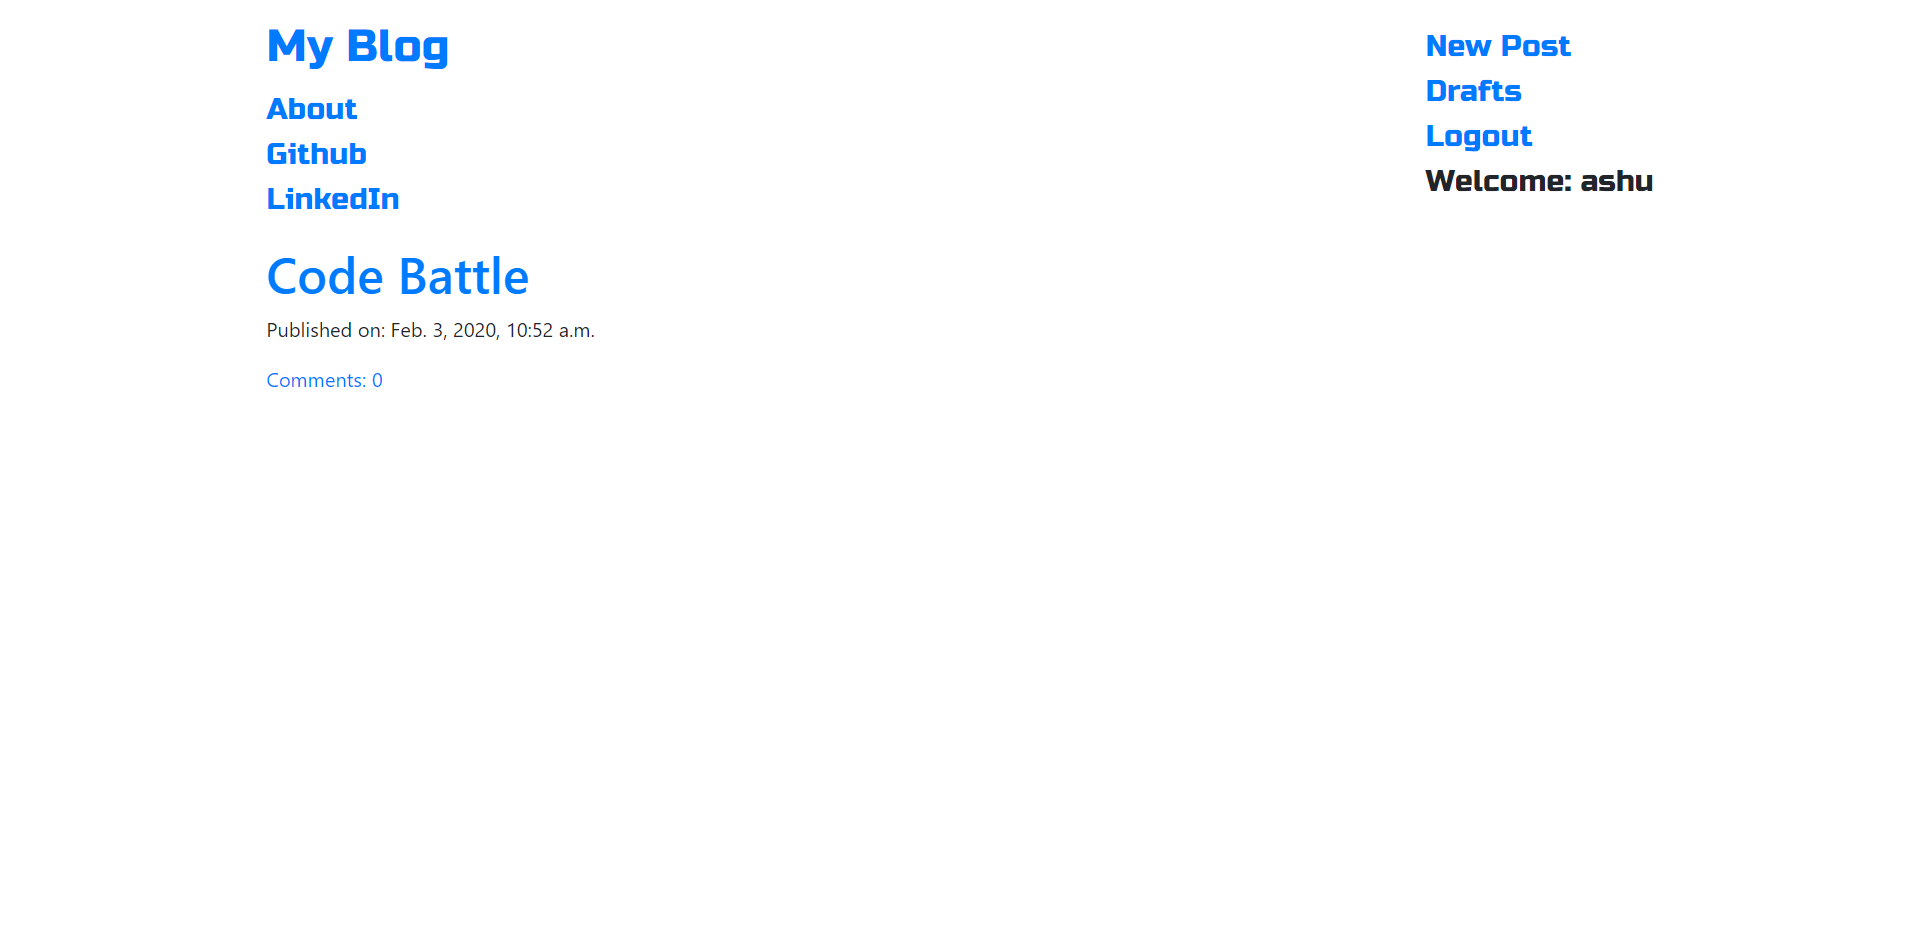 My Blog
About
Github
LinkedIn
New Post
Drafts
Logout
Welcome: ashu
Code Battle
Published on: Feb. 3, 2020, 10:52 a.m.
Comments: 0